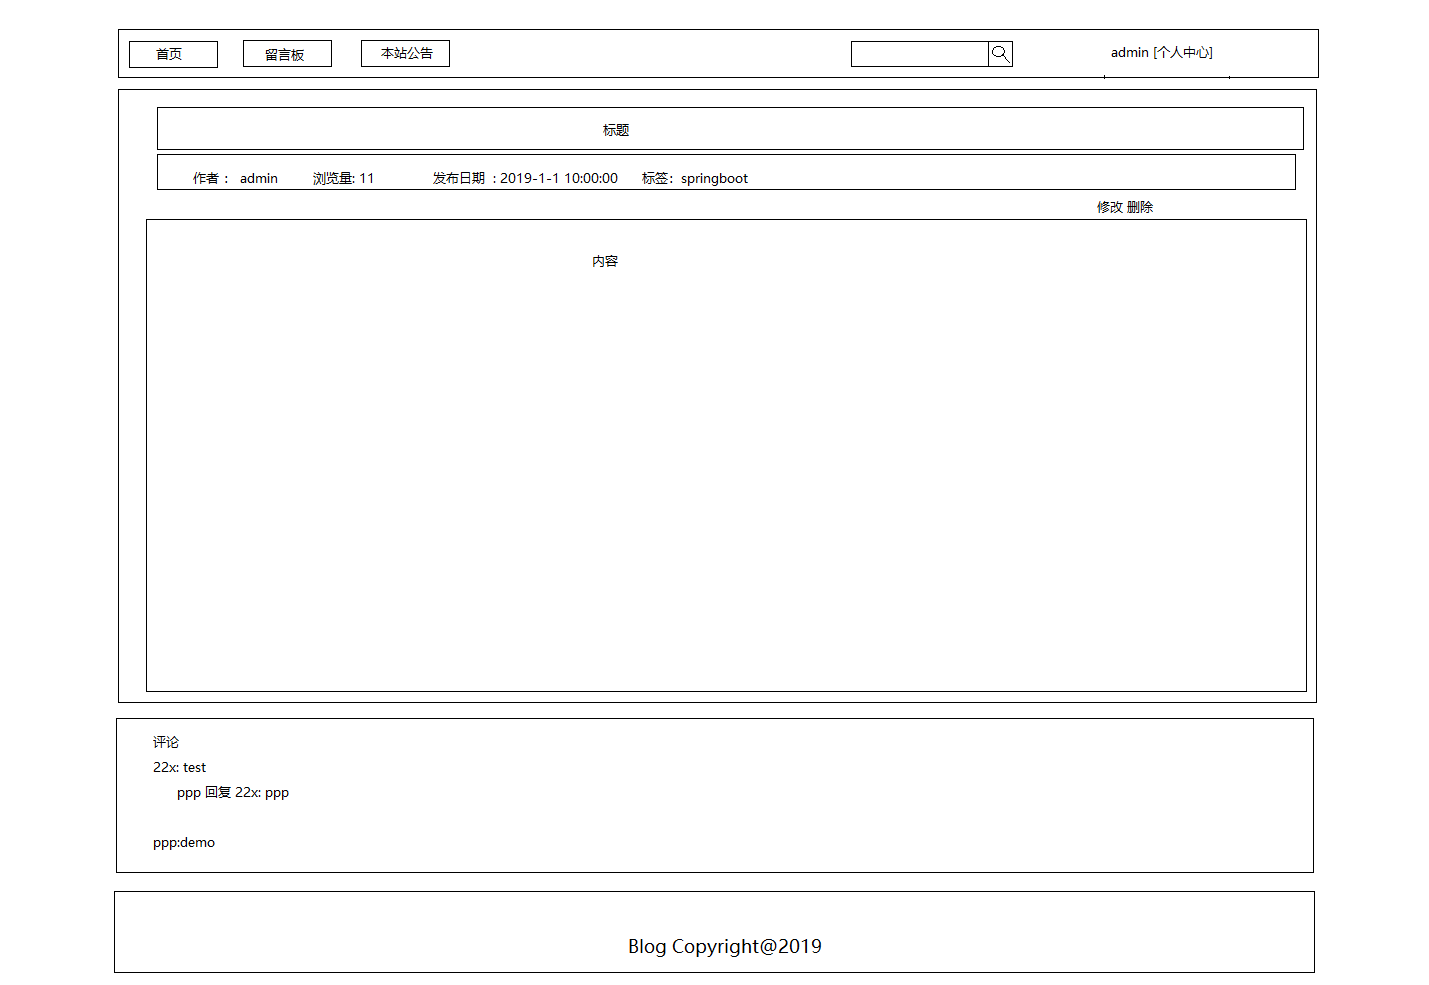 首页 留言板 本站公告 admin [个人中心]
标题
作者： admin 浏览量: 11 发布日期 : 2019-1-1 10:00:00 标签：springboot
修改 删除
内容
评论
22x: test
ppp 回复 22x: ppp
ppp:demo
Blog Copyright@2019